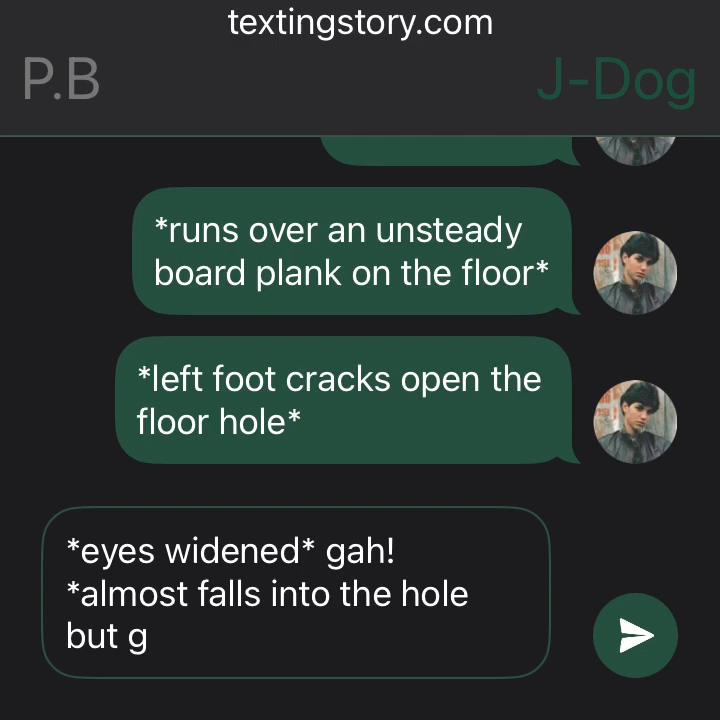 textingstory.com
P.B
J-Dog
*runs over an unsteady
board plank on the floor*
*left foot cracks open the
floor hole*
*eyes widened* gah!
*almost falls into the hole
but g